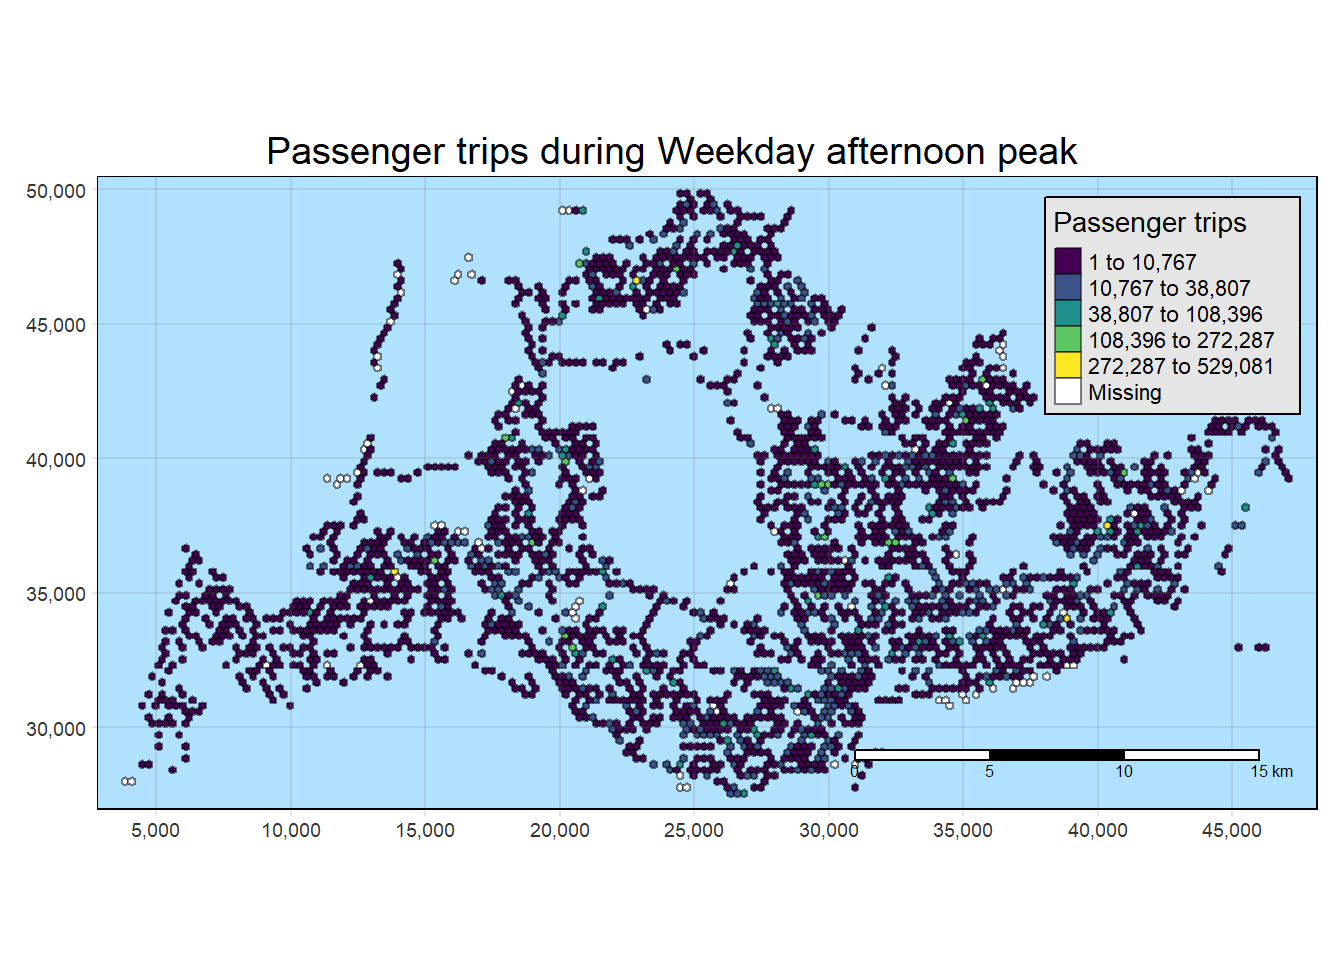 Passenger trips during Weekday afternoon peak
50,000
45,000
40,000
35,000
30,000
Passenger trips
1 to 10,767
10,767 to 38,807
38,807 to 108,396
108,396 to 272,287
272,287 to 529,081
Missing
0 5 10 15 km
5,000 10,000 15,000 20,000 25,000 30,000 35,000 40,000 45,000